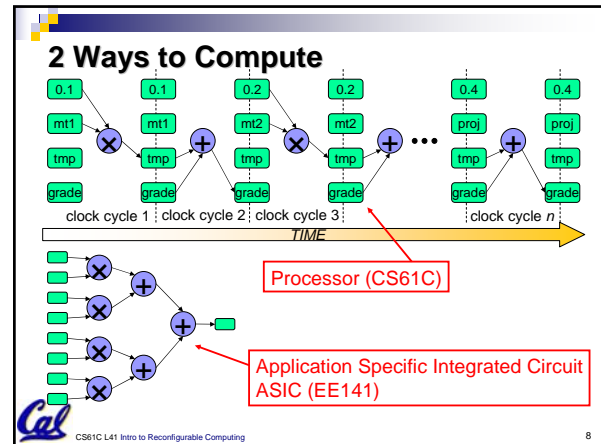 2 Ways to Compute
0.1 0.1 0.2 0.2 0.4 0.4
mt1 mt1 mt2 mt2 proj proj
× + × + ••• +
tmp tmp tmp tmp tmp tmp
grade grade grade grade grade grade
clock cycle 1 clock cycle 2 clock cycle 3 clock cycle n
TIME
Processor (CS61C)
×
+
×
+
×
+
×
Application Specific Integrated Circuit
ASIC (EE141)
Cal
CS61C L41 Intro to Reconfigurable Computing 8